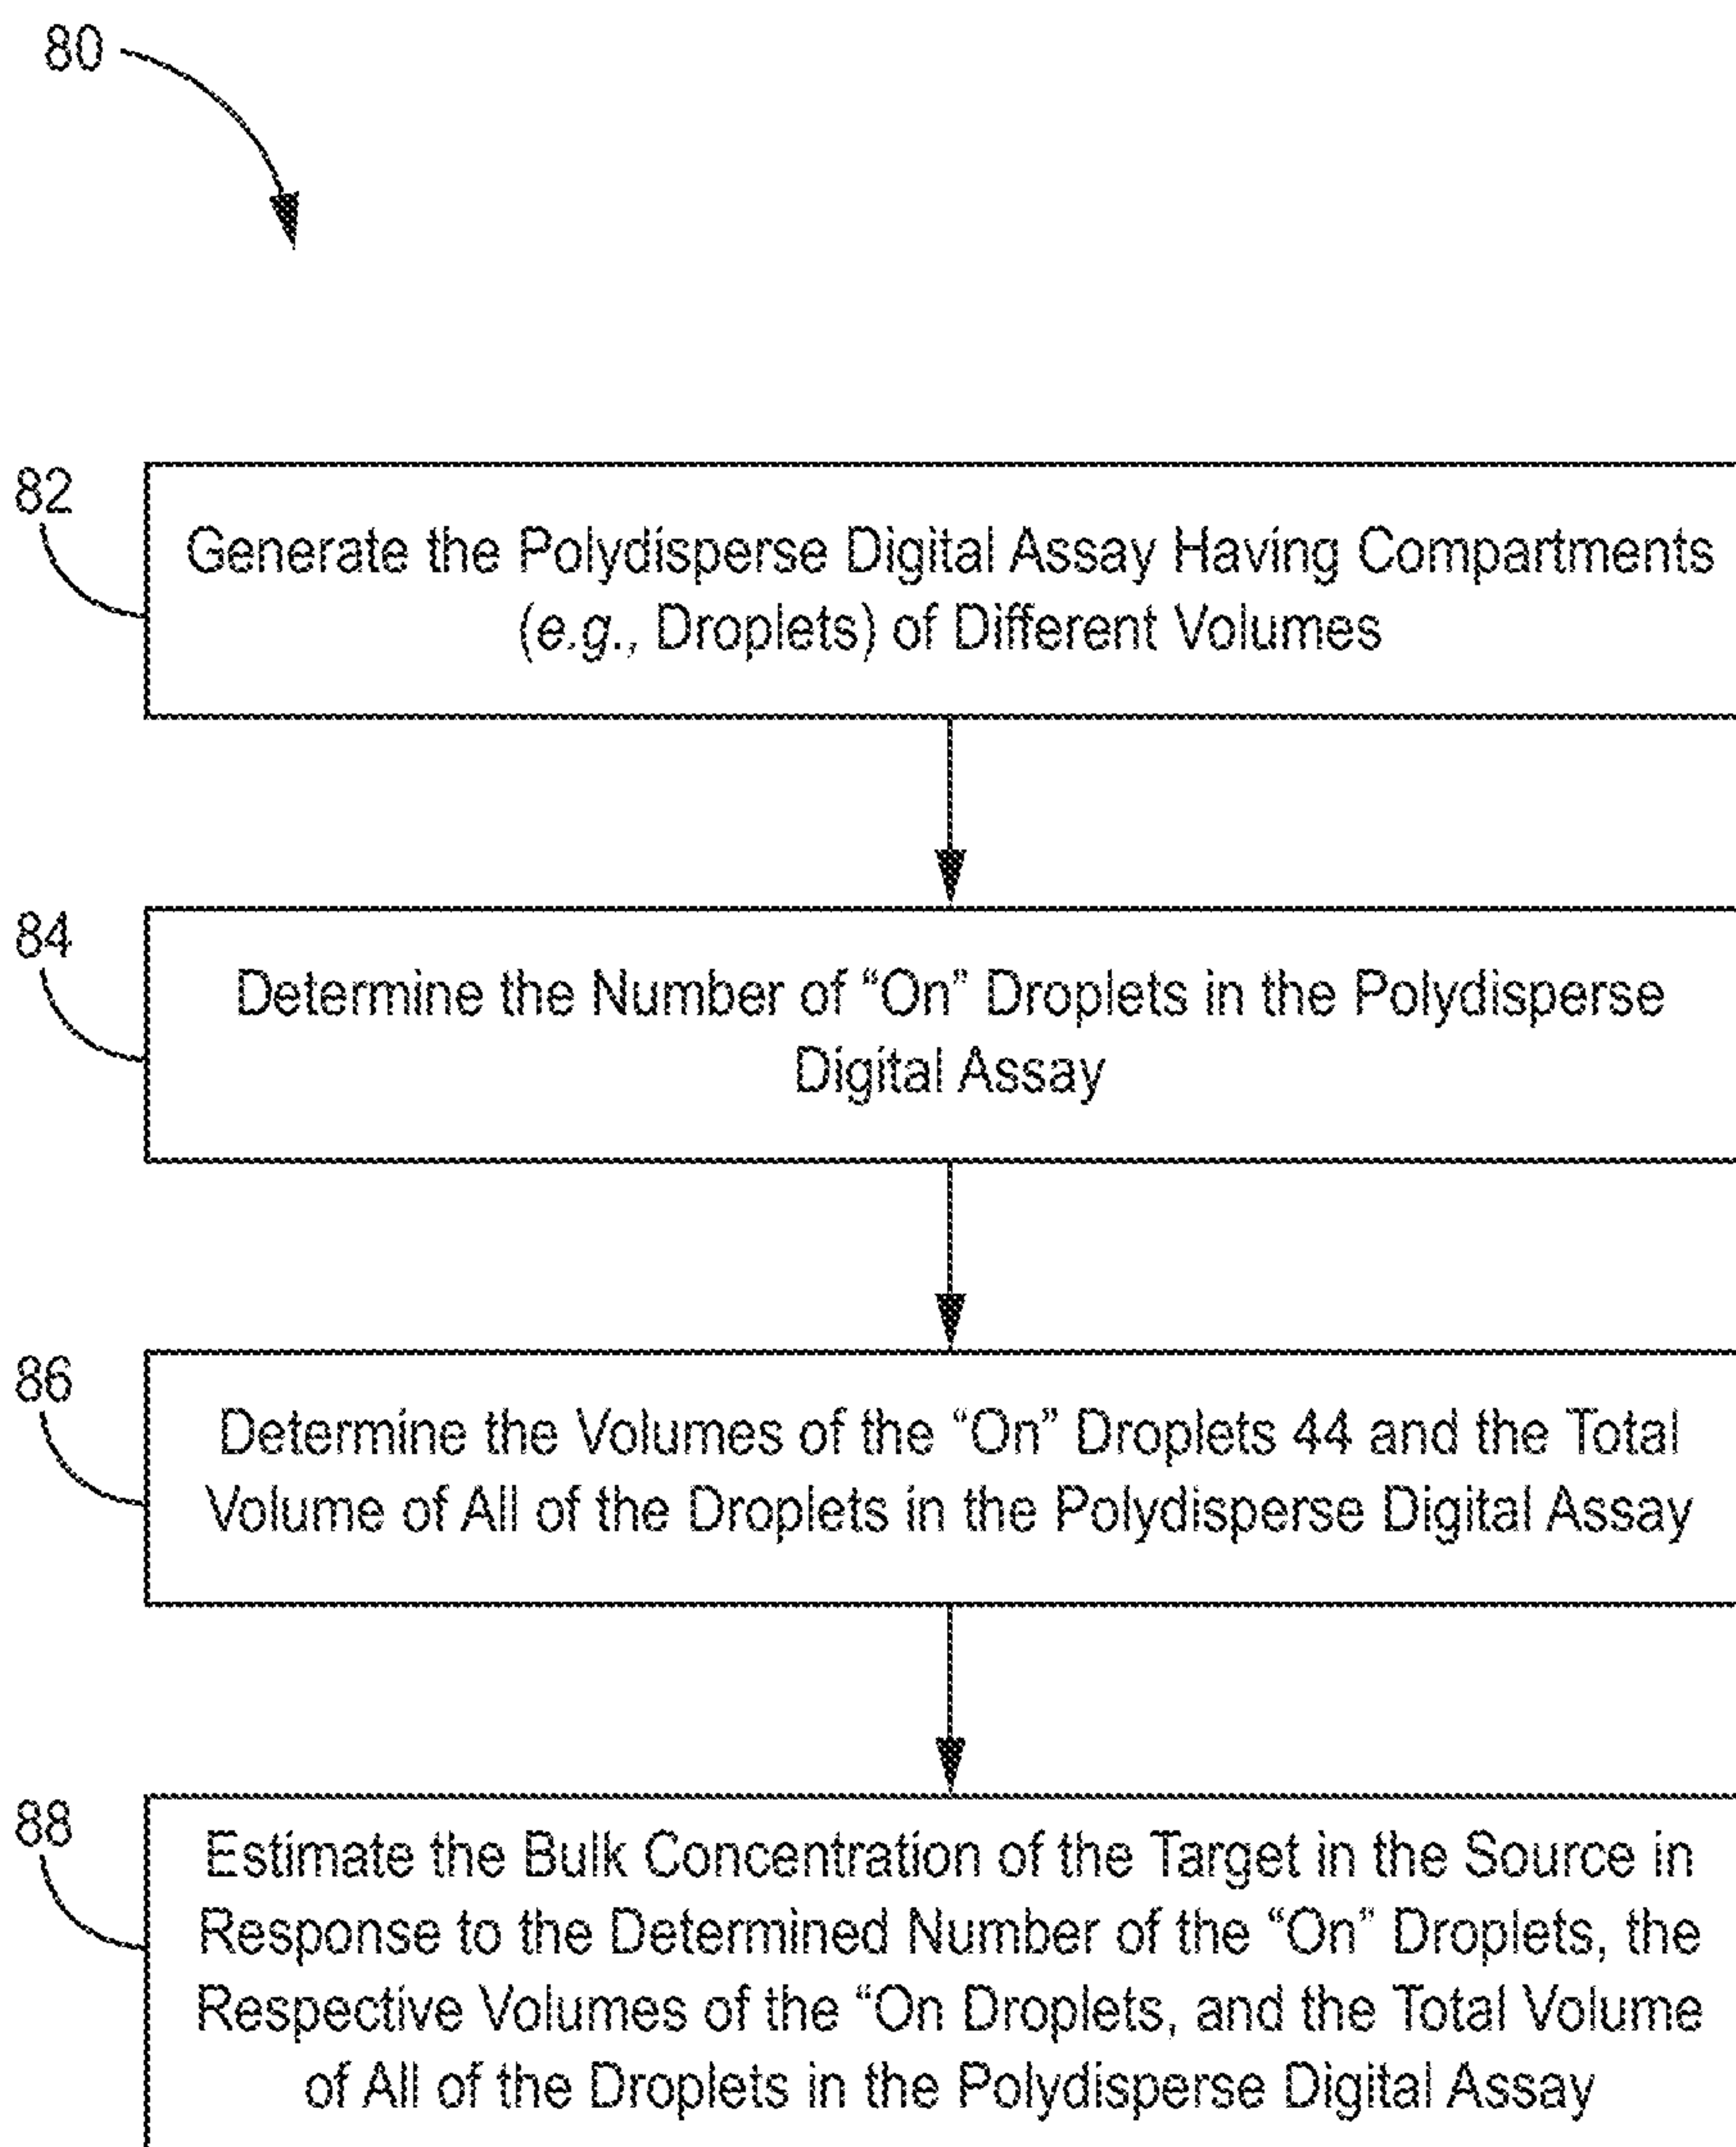 80
82
Generate the Polydisperse Digital Assay Having Compartments
(e.g., Droplets) of Different Volumes
84
Determine the Number of “On” Droplets in the Polydisperse
Digital Assay
86
Determine the Volumes of the “On” Droplets 44 and the Total
Volume of All of the Droplets in the Polydisperse Digital Assay
88
Estimate the Bulk Concentration of the Target in the Source in
Response to the Determined Number of the “On” Droplets, the
Respective Volumes of the “On Droplets, and the Total Volume
of All of the Droplets in the Polydisperse Digital Assay